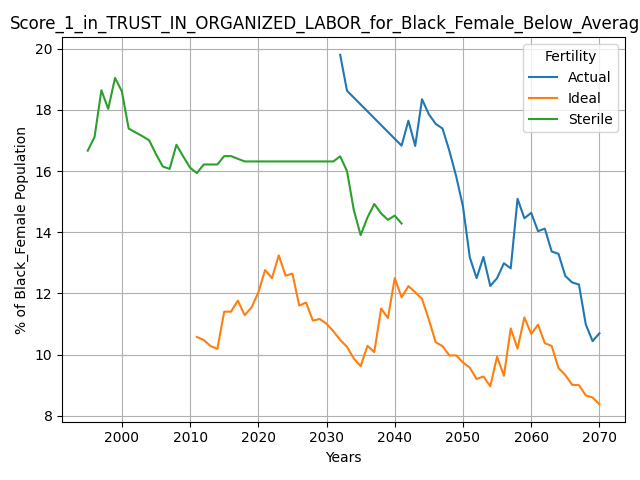 Score_1_in_TRUST_IN_ORGANIZED_LABOR_for_Black_Female_Below_Averag
% of Black_Female Population
20
18
16
14
12
10
8
Fertility
Actual
Ideal
Sterile
2000 2010 2020 2030 2040 2050 2060 2070
Years